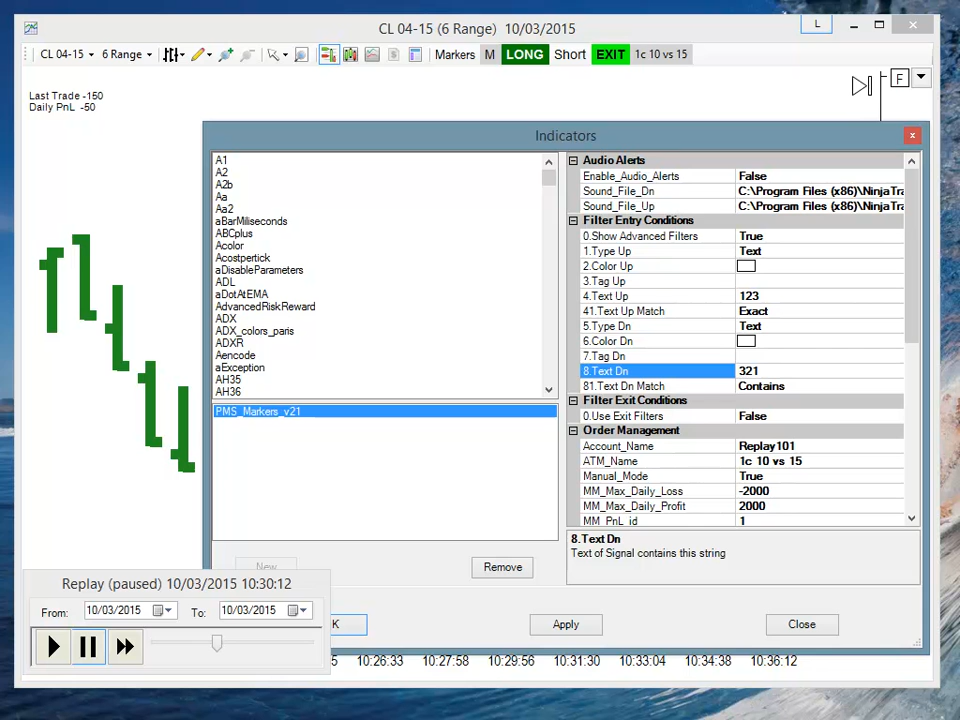 CL 04-15 (6 Range) 10/03/2015
L
CL 04-15 6 Range Markers M LONG Short EXIT 1c 10 vs 15
F
Last Trade -150
Daily PnL -50
Indicators
A1
A2
A2b
Aa
Aa2
aBarMiliseconds
ABCplus
Acolor
Acostpertick
aDisableParameters
ADL
aDotAtEMA
AdvancedRiskReward
ADX
ADX_colors_paris
ADXR
Aencode
aException
AH35
AH36
PMS_Markers_v21
New
Remove
Audio Alerts
Enable_Audio_Alerts False
Sound_File_Dn C:\Program Files (x86)\NinjaTra
Sound_File_Up C:\Program Files (x86)\NinjaTra
Filter Entry Conditions
0.Show Advanced Filters True
1.Type Up Text
2.Color Up
3.Tag Up
4.Text Up 123
41.Text Up Match Exact
5.Type Dn Text
6.Color Dn
7.Tag Dn
8.Text Dn 321
81.Text Dn Match Contains
Filter Exit Conditions
0.Use Exit Filters False
Order Management
Account_Name Replay101
ATM_Name 1c 10 vs 15
Manual_Mode True
MM_Max_Daily_Loss -2000
MM_Max_Daily_Profit 2000
MM_PnL_id 1
8.Text Dn
Text of Signal contains this string
K
Apply
Close
Replay (paused) 10/03/2015 10:30:12
From: 10/03/2015 To: 10/03/2015
5 10:26:33 10:27:58 10:29:56 10:31:30 10:33:04 10:34:38 10:36:12